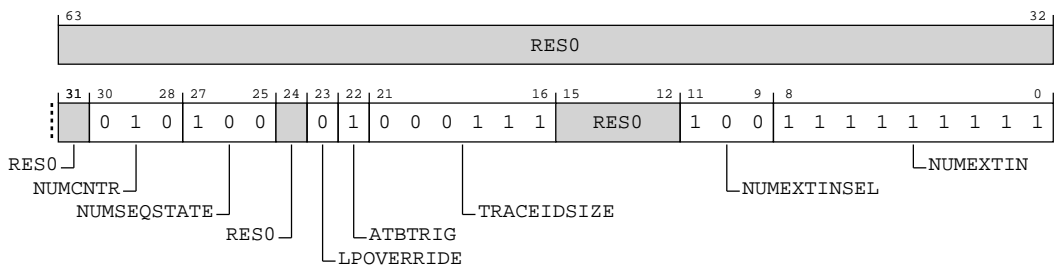 63 32
RES0
31 30 28 27 25 24 23 22 21 16 15 12 11 9 8 0
0 1 0 1 0 0 0 1 0 0 0 1 1 1 RES0 1 0 0 1 1 1 1 1 1 1 1 1
RES0
NUMCNTR
NUMSEQSTATE
RES0
LPOVERRIDE
ATBTRIG
TRACEIDSIZE
NUMEXTINSEL
NUMEXTIN